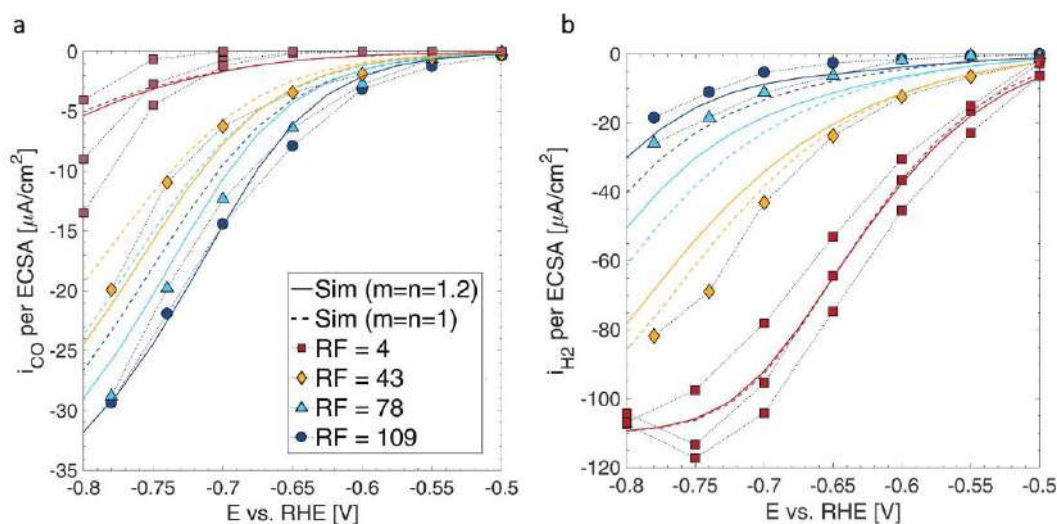 a
b
0
-5
-10
-15
-20
-25
-30
-35
i_CO per ECSA [µA/cm²]
Sim (m=n=1.2)
Sim (m=n=1)
RF = 4
RF = 43
RF = 78
RF = 109
-0.8 -0.75 -0.7 -0.65 -0.6 -0.55 -0.5
E vs. RHE [V]
0
-20
-40
-60
-80
-100
-120
i_H2 per ECSA [µA/cm²]
-0.8 -0.75 -0.7 -0.65 -0.6 -0.55 -0.5
E vs. RHE [V]